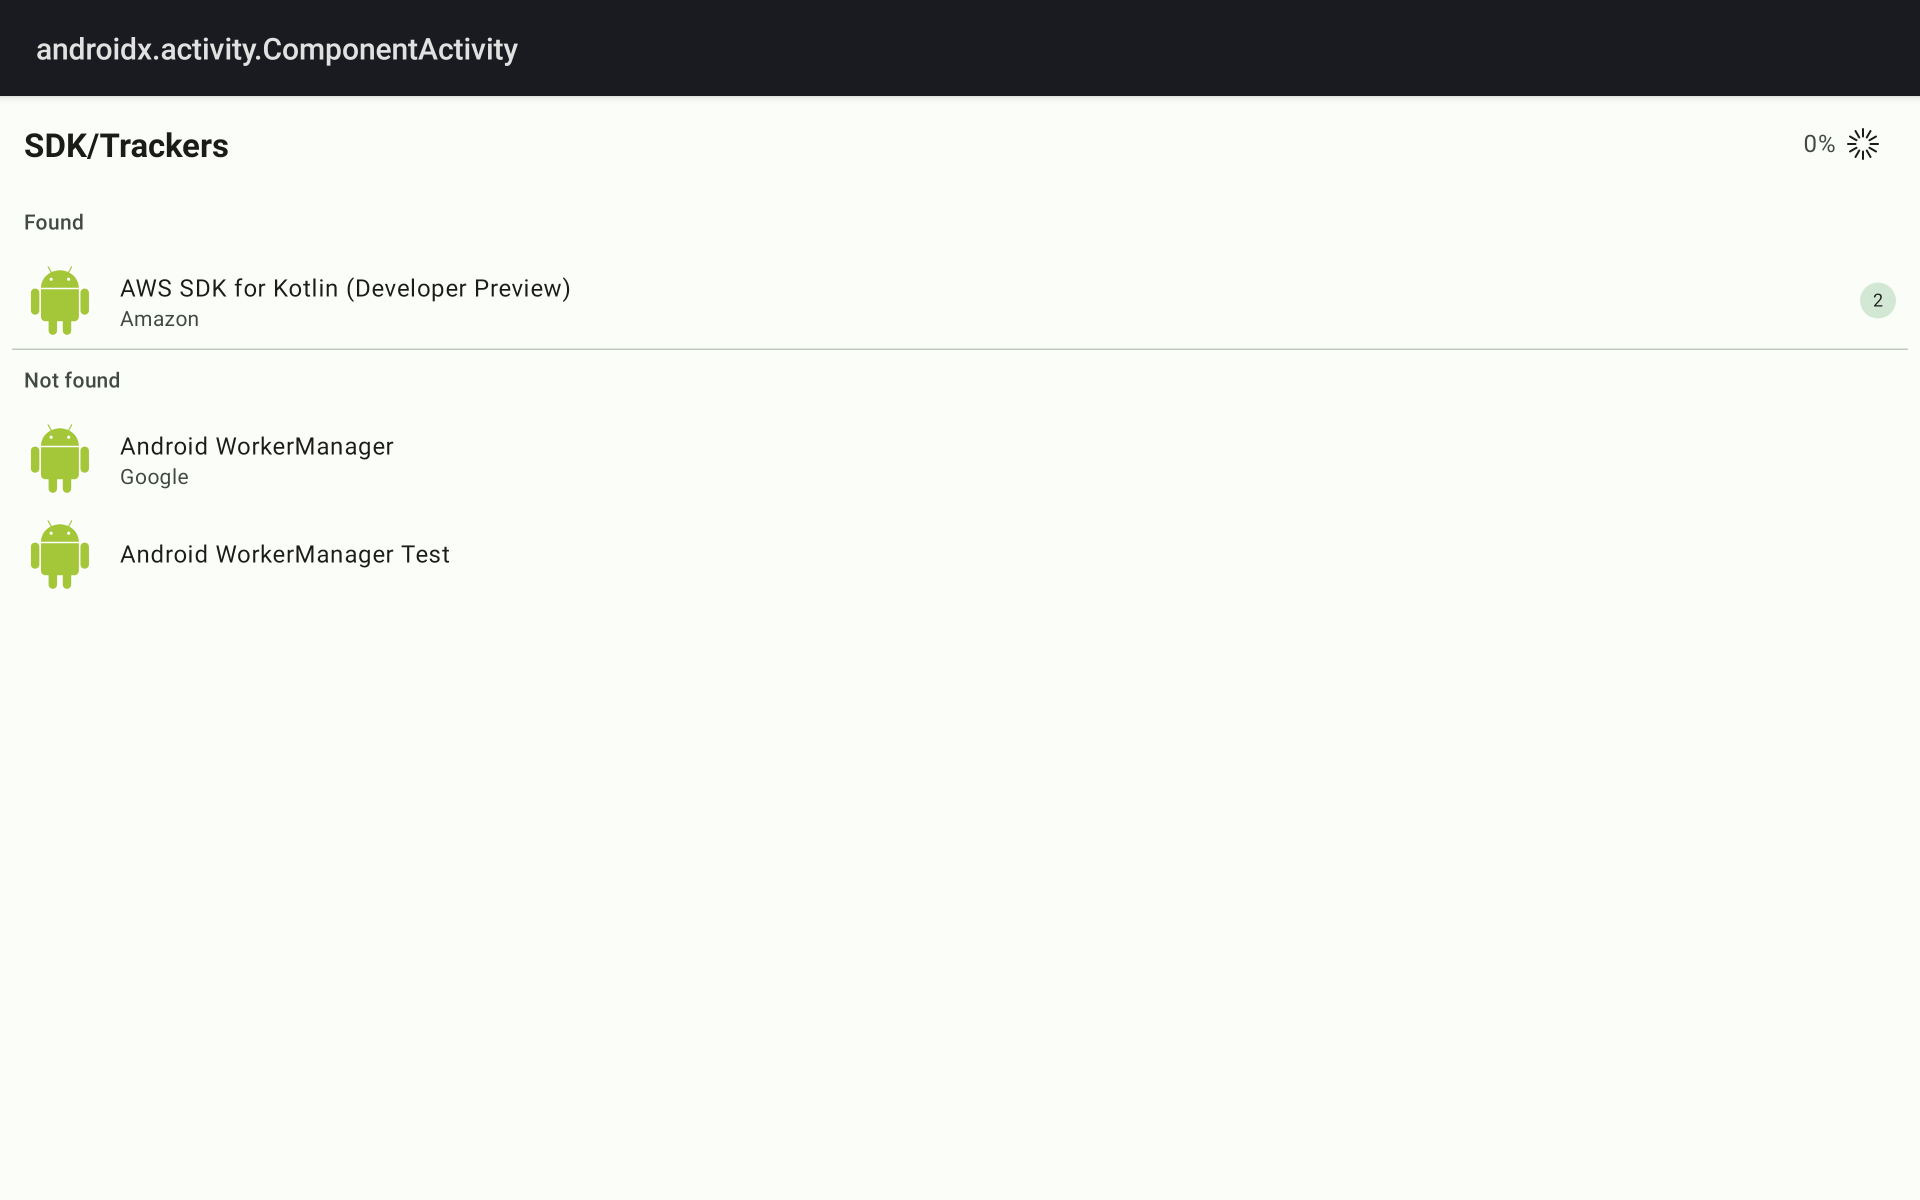 androidx.activity.ComponentActivity
SDK/Trackers
0%
Found
AWS SDK for Kotlin (Developer Preview)
Amazon
2
Not found
Android WorkerManager
Google
Android WorkerManager Test